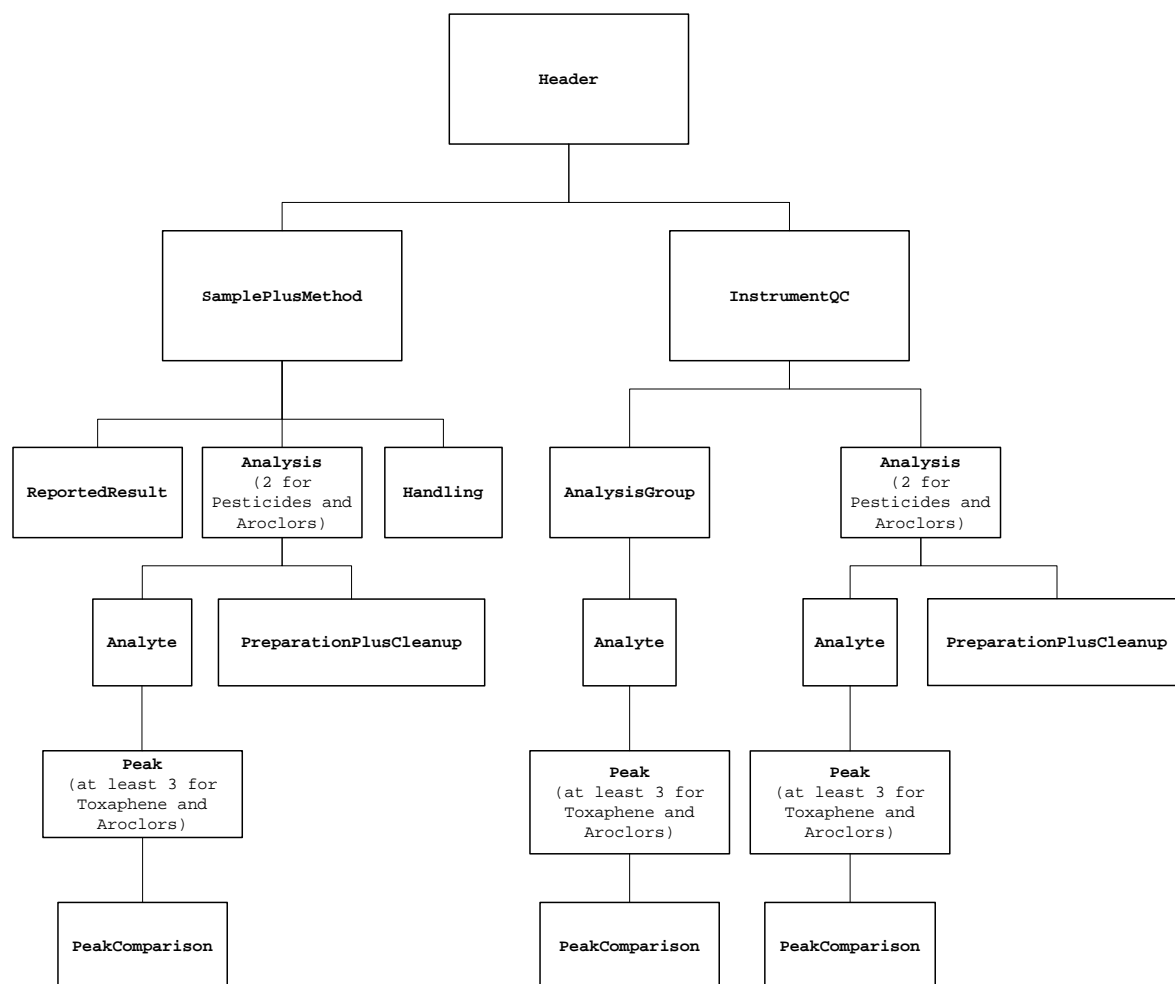 Header
SamplePlusMethod
InstrumentQC
ReportedResult
Analysis
(2 for
Pesticides and
Aroclors)
Handling
AnalysisGroup
Analysis
(2 for
Pesticides and
Aroclors)
Analyte
PreparationPlusCleanup
Analyte
Analyte
PreparationPlusCleanup
Peak
(at least 3 for
Toxaphene and
Aroclors)
Peak
(at least 3 for
Toxaphene and
Aroclors)
Peak
(at least 3 for
Toxaphene and
Aroclors)
PeakComparison
PeakComparison
PeakComparison